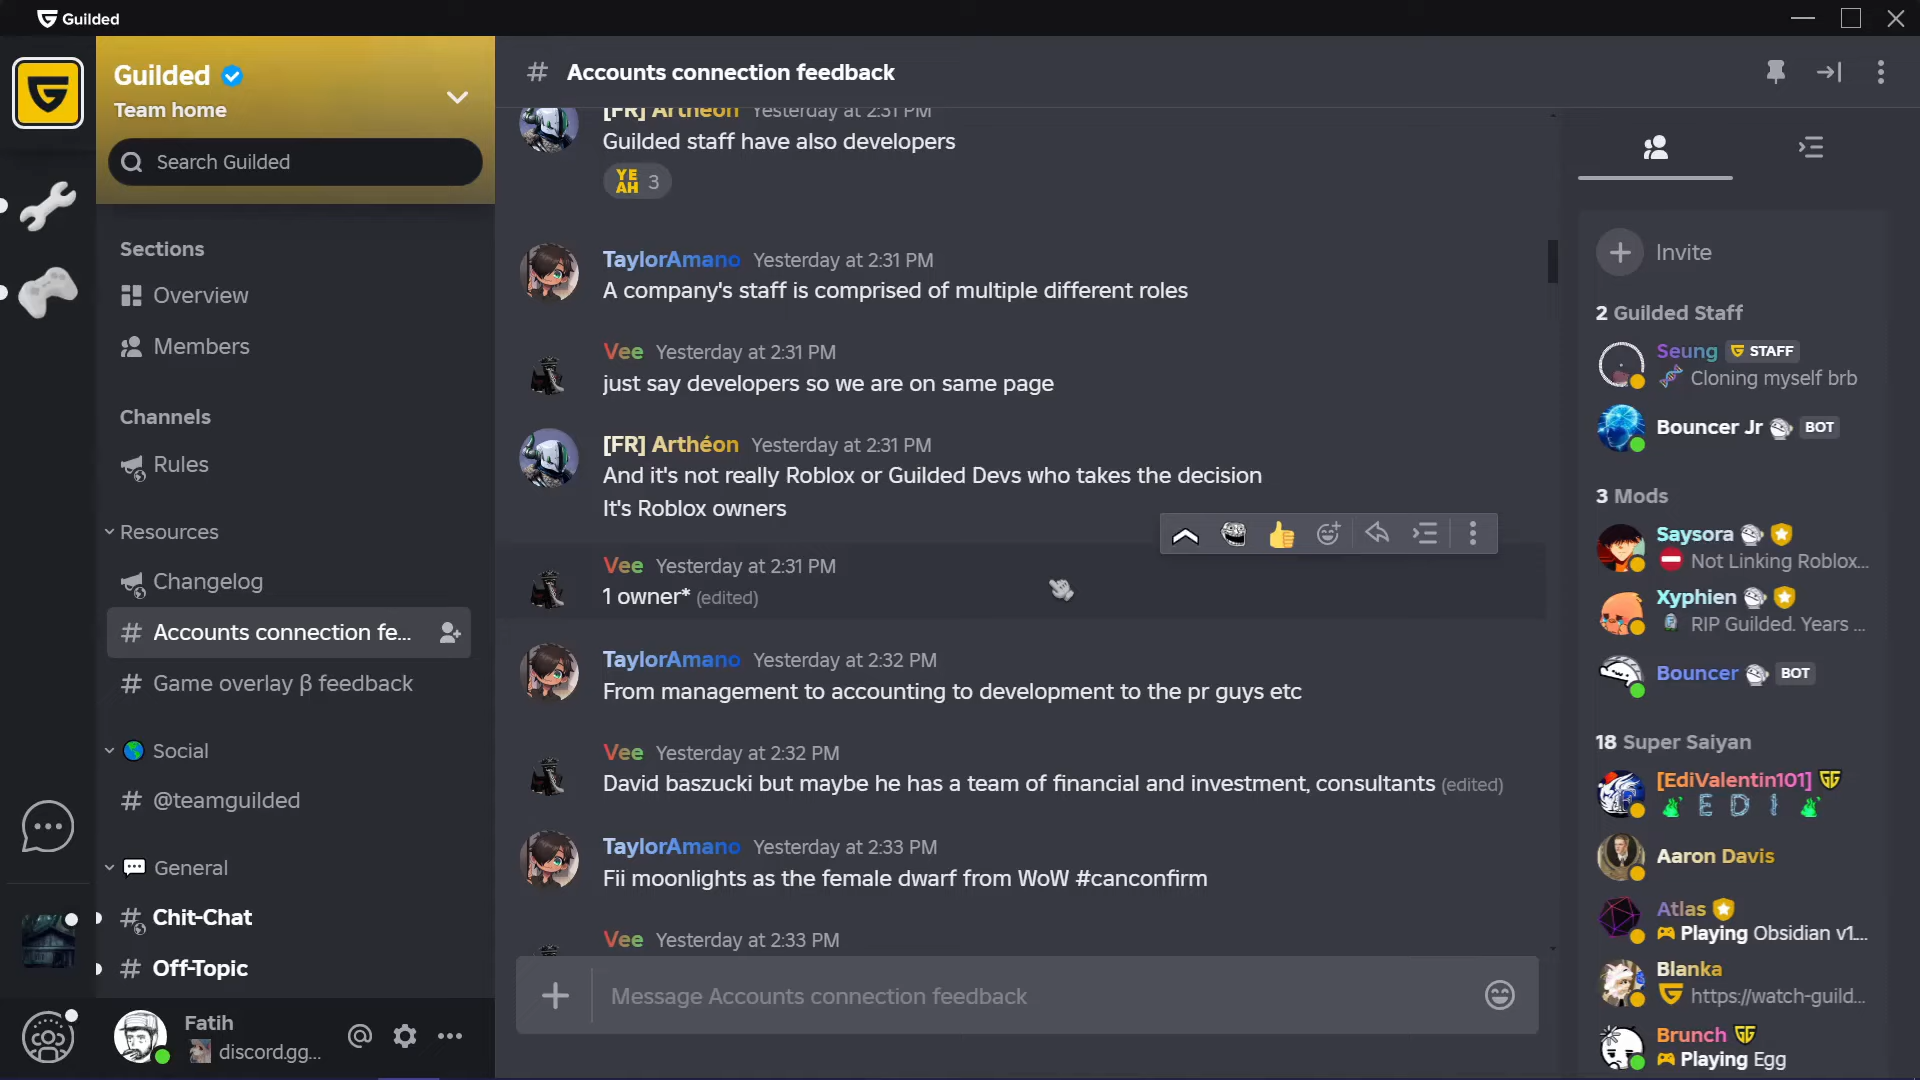 Guilded
Guilded
Team home
Search Guilded
Sections
Overview
Members
Channels
Rules
Resources
Changelog
# Accounts connection fe...
# Game overlay β feedback
Social
# @teamguilded
General
# Chit-Chat
# Off-Topic
Fatih
discord.gg...
# Accounts connection feedback
[FR] Arthéon Yesterday at 2:31 PM
Guilded staff have also developers
YE
AH 3
TaylorAmano Yesterday at 2:31 PM
A company's staff is comprised of multiple different roles
Vee Yesterday at 2:31 PM
just say developers so we are on same page
[FR] Arthéon Yesterday at 2:31 PM
And it's not really Roblox or Guilded Devs who takes the decision
It's Roblox owners
Vee Yesterday at 2:31 PM
1 owner* (edited)
TaylorAmano Yesterday at 2:32 PM
From management to accounting to development to the pr guys etc
Vee Yesterday at 2:32 PM
David baszucki but maybe he has a team of financial and investment, consultants (edited)
TaylorAmano Yesterday at 2:33 PM
Fii moonlights as the female dwarf from WoW #canconfirm
Vee Yesterday at 2:33 PM
Message Accounts connection feedback
Invite
2 Guilded Staff
Seung STAFF
Cloning myself brb
Bouncer Jr BOT
3 Mods
Saysora
Not Linking Roblox...
Xyphien
RIP Guilded. Years ...
Bouncer BOT
18 Super Saiyan
[EdiValentin101] GG
E D I
Aaron Davis
Atlas
Playing Obsidian v1...
Blanka
https://watch-guild...
Brunch GG
Playing Egg